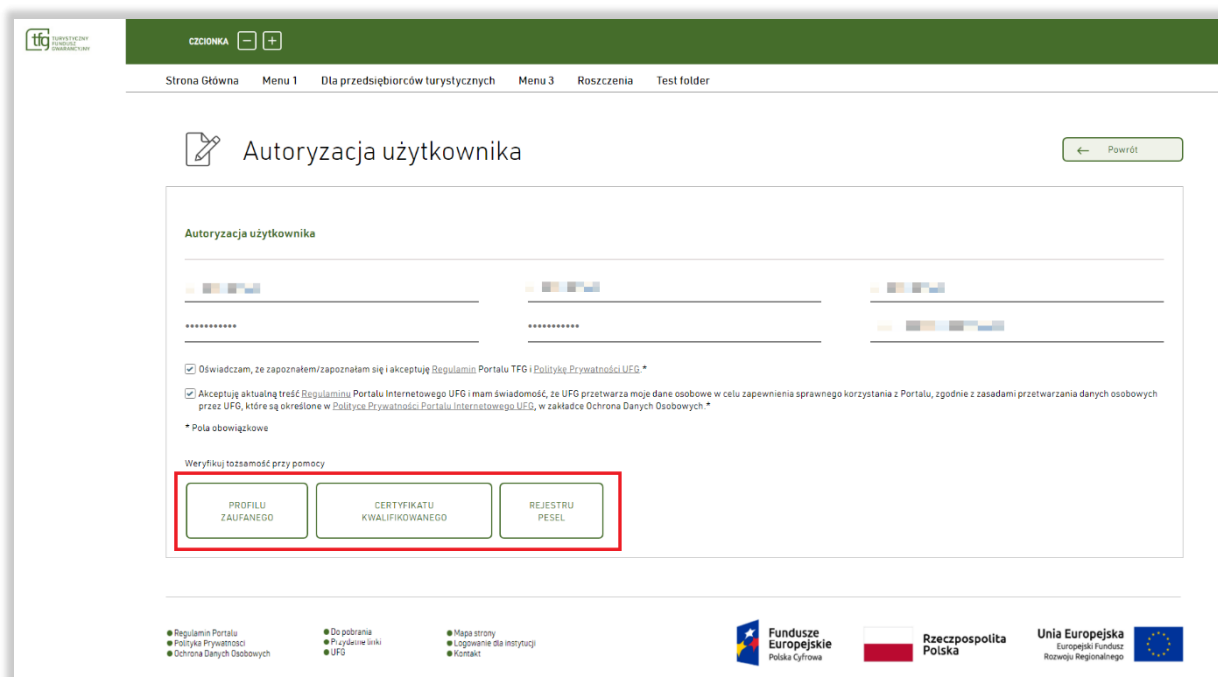 tfg TURYSTYCZNY
FUNDUSZ
GWARANCYJNY
CZCIONKA
Strona Główna Menu 1 Dla przedsiębiorców turystycznych Menu 3 Roszczenia Test folder
Autoryzacja użytkownika
← Powrót
Autoryzacja użytkownika
••••••••••• •••••••••••
Oświadczam, że zapoznałem/zapoznałam się i akceptuję Regulamin Portalu TFG i Politykę Prywatności UFG.*
Akceptuję aktualną treść Regulaminu Portalu Internetowego UFG i mam świadomość, że UFG przetwarza moje dane osobowe w celu zapewnienia sprawnego korzystania z Portalu, zgodnie z zasadami przetwarzania danych osobowych
przez UFG, które są określone w Polityce Prywatności Portalu Internetowego UFG, w zakładce Ochrona Danych Osobowych.*
* Pola obowiązkowe
Weryfikuj tożsamość przy pomocy
PROFILU
ZAUFANEGO
CERTYFIKATU
KWALIFIKOWANEGO
REJESTRU
PESEL
Regulamin Portalu
Polityka Prywatności
Ochrona Danych Osobowych
Do pobrania
Przydatne linki
UFG
Mapa strony
Logowanie dla instytucji
Kontakt
Fundusze
Europejskie
Polska Cyfrowa
Rzeczpospolita
Polska
Unia Europejska
Europejski Fundusz
Rozwoju Regionalnego